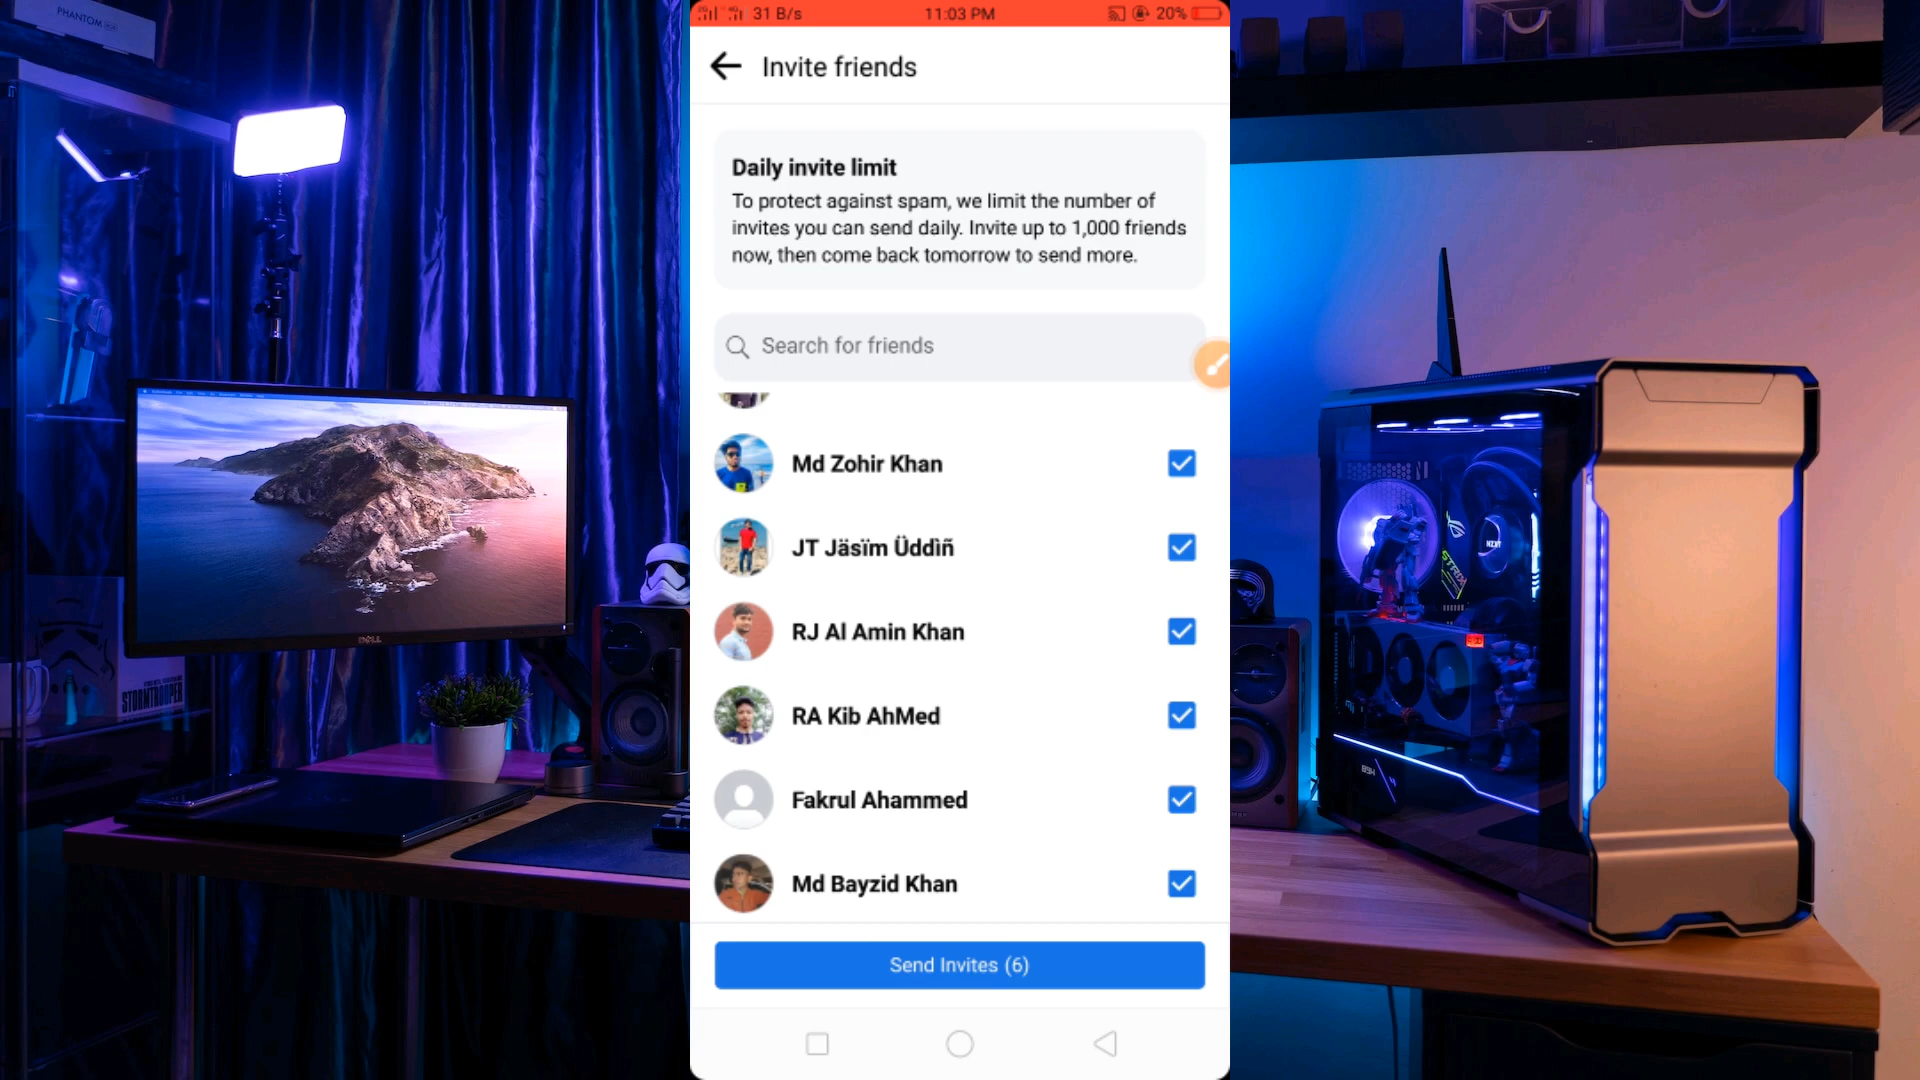 31 B/s
11:03 PM
20%
Invite friends
Daily invite limit
To protect against spam, we limit the number of
invites you can send daily. Invite up to 1,000 friends
now, then come back tomorrow to send more.
Search for friends
Md Zohir Khan
JT Jäsïm Üddìñ
RJ Al Amin Khan
RA Kib AhMed
Fakrul Ahammed
Md Bayzid Khan
Send Invites (6)
PHANTOM
DELL
STORMTROOPER
NZXT
STRIX